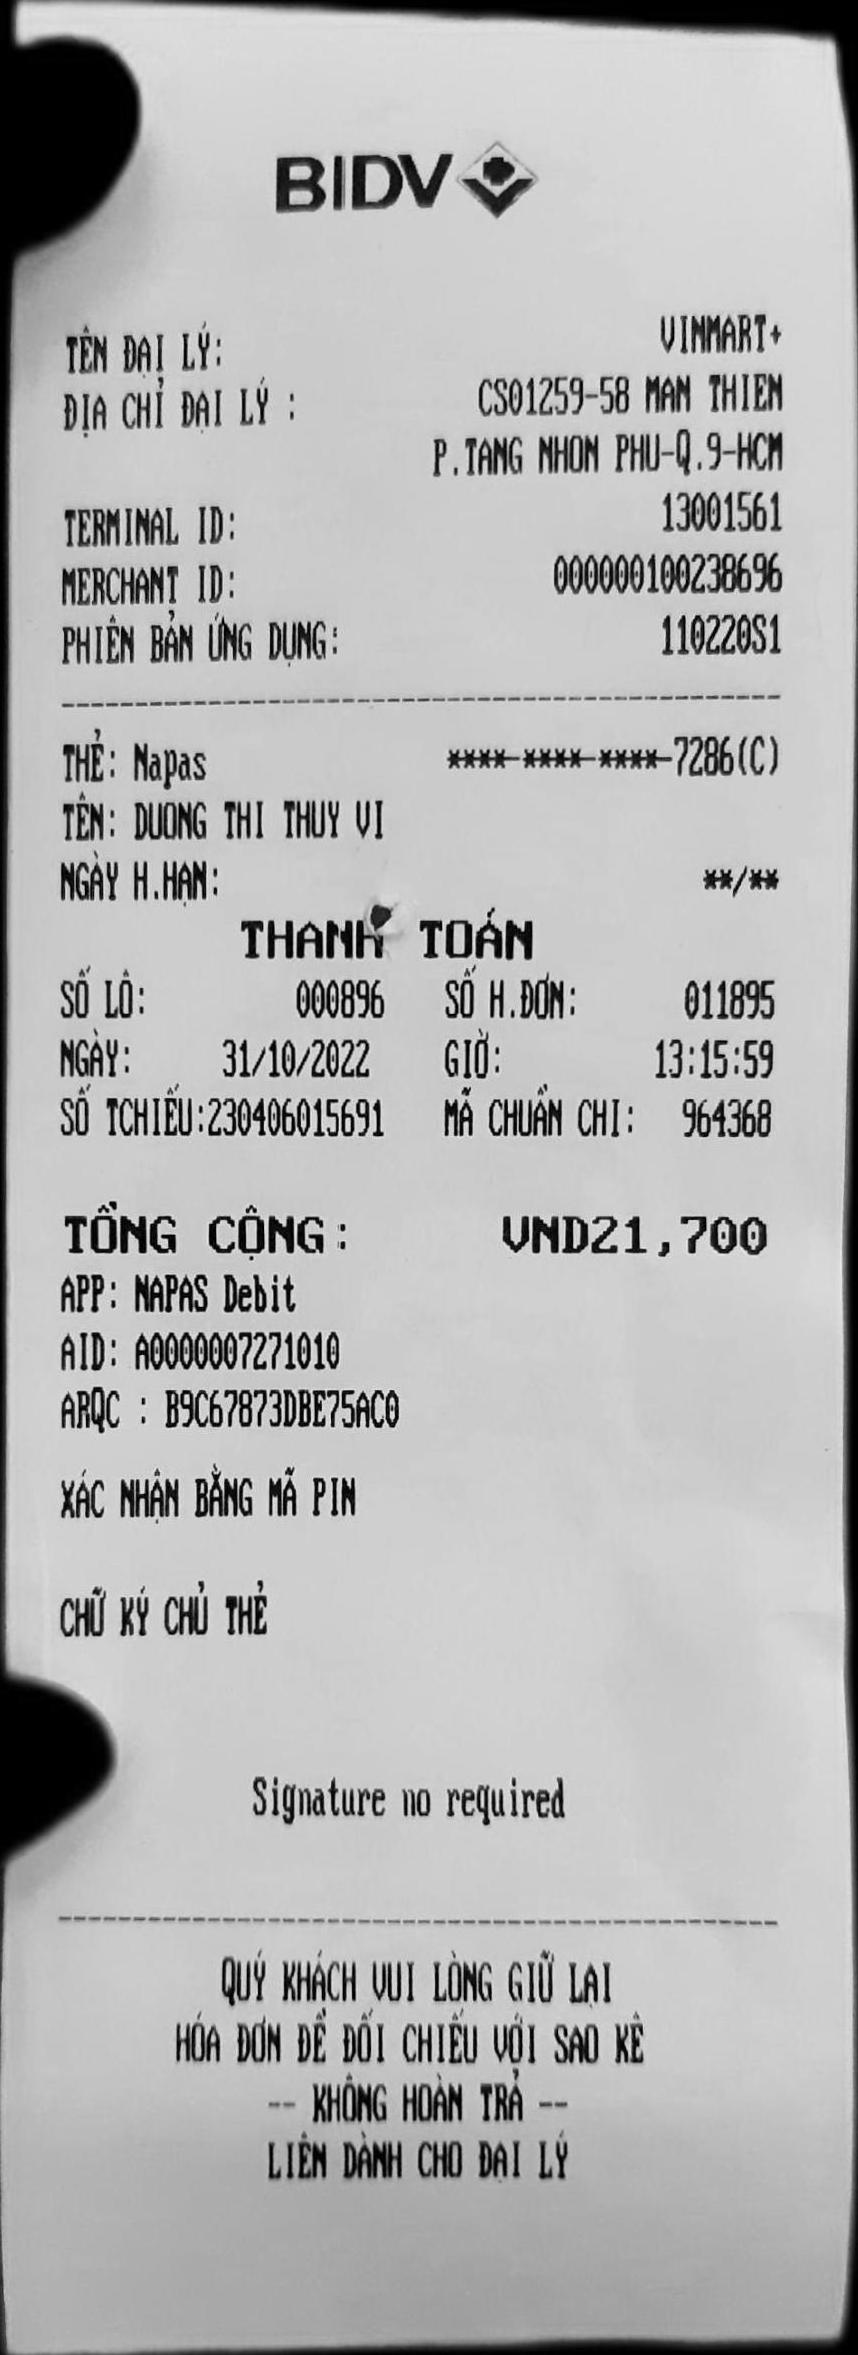 BIDV
TÊN ĐẠI LÝ: VINMART+
ĐỊA CHỈ ĐẠI LÝ : CS01259-58 MAN THIEN
P.TANG NHON PHU-Q.9-HCM
TERMINAL ID: 13001561
MERCHANT ID: 000000100238696
PHIÊN BẢN ỨNG DỤNG: 110220S1
THẺ: Napas ****-****-****-7286(C)
TÊN: DUONG THI THUY VI
NGÀY H.HẠN: **/**
THANH TOÁN
SỐ LÔ: 000896 SỐ H.ĐƠN: 011895
NGÀY: 31/10/2022 GIỜ: 13:15:59
SỐ TCHIẾU:230406015691 MÃ CHUẨN CHI: 964368
TỔNG CỘNG: VND21,700
APP: NAPAS Debit
AID: A0000007271010
ARQC : B9C67873DBE75AC0
XÁC NHẬN BẰNG MÃ PIN
CHỮ KÝ CHỦ THẺ
Signature no required
QUÝ KHÁCH VUI LÒNG GIỮ LẠI
HÓA ĐƠN ĐỂ ĐỐI CHIẾU VỚI SAO KÊ
-- KHÔNG HOÀN TRẢ --
LIÊN DÀNH CHO ĐẠI LÝ